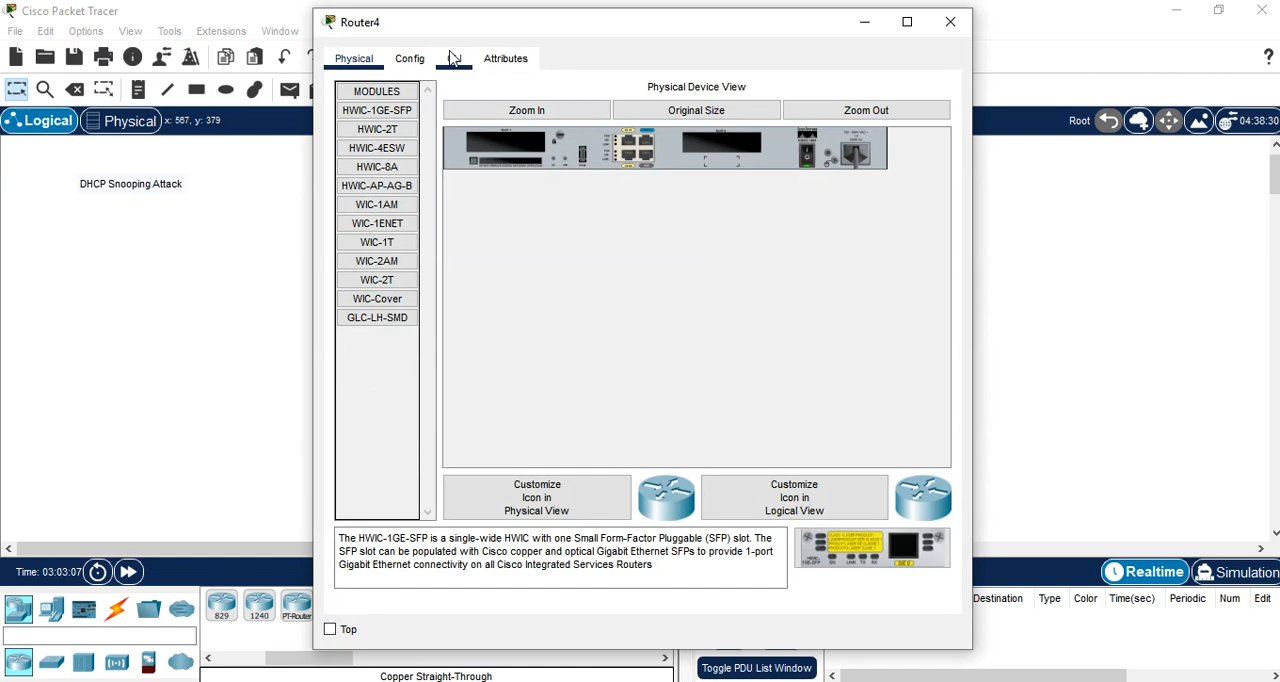 Cisco Packet Tracer
File Edit Options View Tools Extensions Window
Router4
Physical Config Attributes
Logical Physical x: 567, y: 379
Root 04:38:30
DHCP Snooping Attack
MODULES
HWIC-1GE-SFP
HWIC-2T
HWIC-4ESW
HWIC-8A
HWIC-AP-AG-B
WIC-1AM
WIC-1ENET
WIC-1T
WIC-2AM
WIC-2T
WIC-Cover
GLC-LH-SMD
Physical Device View
Zoom In Original Size Zoom Out
Customize
Icon in
Physical View
Customize
Icon in
Logical View
The HWIC-1GE-SFP is a single-wide HWIC with one Small Form-Factor Pluggable (SFP) slot. The
SFP slot can be populated with Cisco copper and optical Gigabit Ethernet SFPs to provide 1-port
Gigabit Ethernet connectivity on all Cisco Integrated Services Routers
Top
Time: 03:03:07
Realtime Simulation
829 1240 PT-Router
Destination Type Color Time(sec) Periodic Num Edit
Copper Straight-Through
Toggle PDU List Window